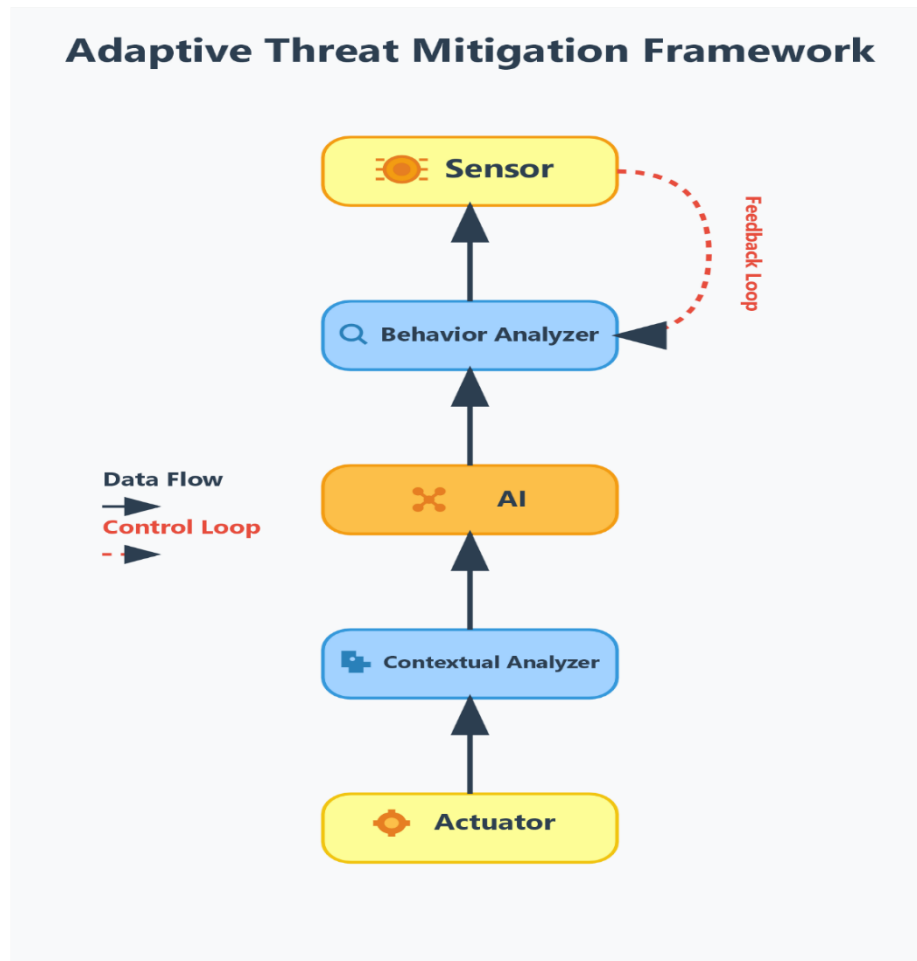 Adaptive Threat Mitigation Framework
Sensor
Feedback Loop
Behavior Analyzer
Data Flow
Control Loop
AI
Contextual Analyzer
Actuator